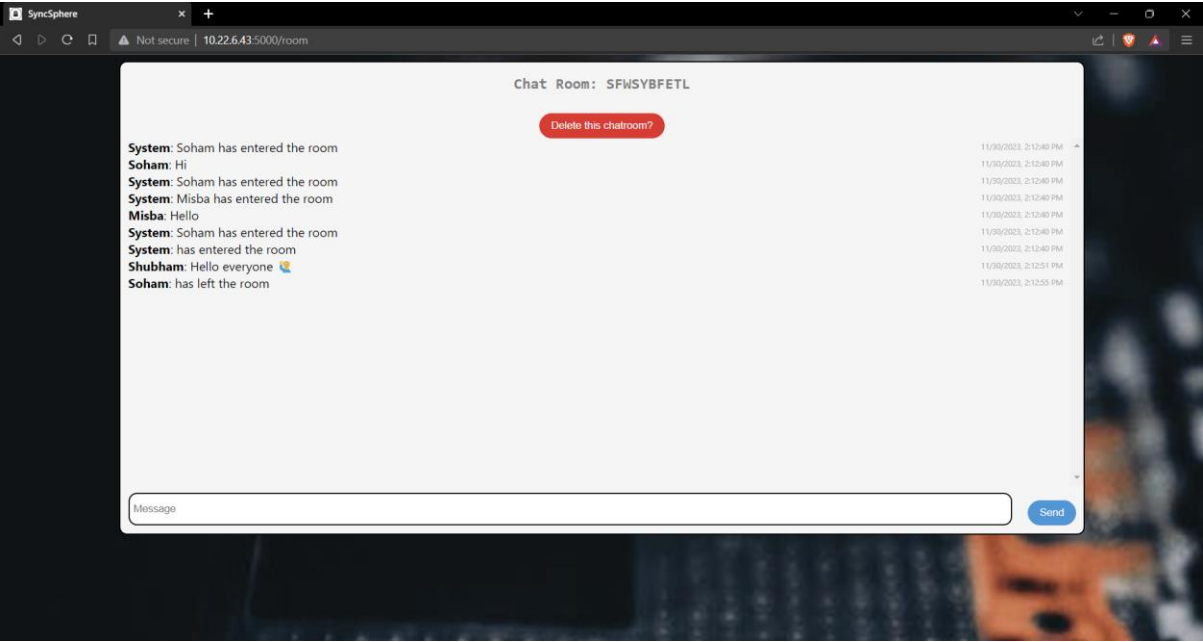 SyncSphere
Not secure | 10.22.6.43:5000/room
Chat Room: SFWSYBFETL
Delete this chatroom?
System: Soham has entered the room 11/30/2023, 2:12:40 PM
Soham: Hi 11/30/2023, 2:12:40 PM
System: Soham has entered the room 11/30/2023, 2:12:40 PM
System: Misba has entered the room 11/30/2023, 2:12:40 PM
Misba: Hello 11/30/2023, 2:12:40 PM
System: Soham has entered the room 11/30/2023, 2:12:40 PM
System: has entered the room 11/30/2023, 2:12:40 PM
Shubham: Hello everyone 🙋 11/30/2023, 2:12:51 PM
Soham: has left the room 11/30/2023, 2:12:55 PM
Message
Send